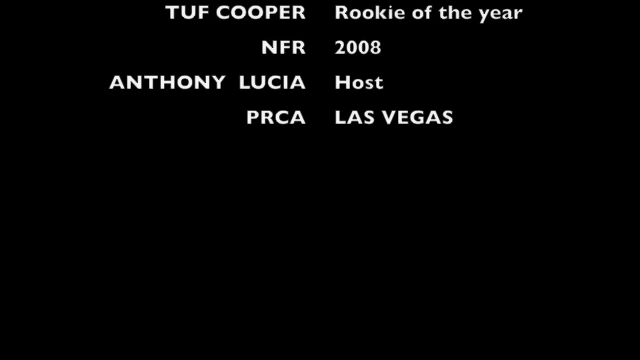 TUF COOPER Rookie of the year
NFR 2008
ANTHONY LUCIA Host
PRCA LAS VEGAS